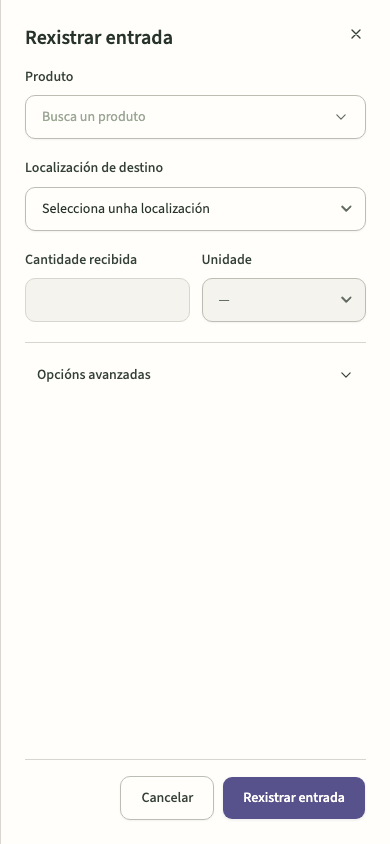 Rexistrar entrada
Produto
Busca un produto
Localización de destino
Selecciona unha localización
Cantidade recibida
Unidade
—
Opcións avanzadas
Cancelar
Rexistrar entrada